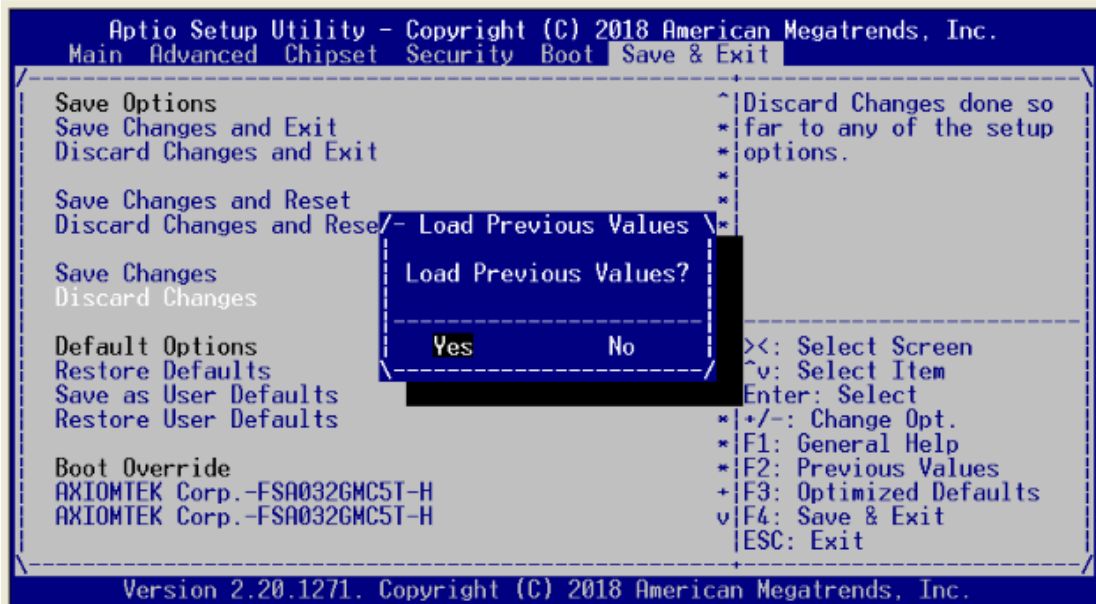 Aptio Setup Utility – Copyright (C) 2018 American Megatrends, Inc.
Main Advanced Chipset Security Boot Save & Exit
Save Options
Save Changes and Exit
Discard Changes and Exit
Save Changes and Reset
Discard Changes and Rese
Save Changes
Discard Changes
Default Options
Restore Defaults
Save as User Defaults
Restore User Defaults
Boot Override
AXIOMTEK Corp.-FSA032GMC5T-H
AXIOMTEK Corp.-FSA032GMC5T-H
Load Previous Values
Load Previous Values?
Yes No
Discard Changes done so
far to any of the setup
options.
><: Select Screen
^v: Select Item
Enter: Select
+/-: Change Opt.
F1: General Help
F2: Previous Values
F3: Optimized Defaults
F4: Save & Exit
ESC: Exit
Version 2.20.1271. Copyright (C) 2018 American Megatrends, Inc.